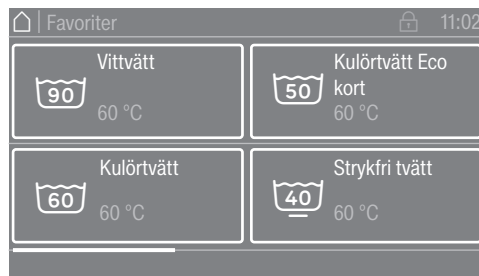 Favoriter 11:02
Vittvätt
90
60 °C
Kulörtvätt Eco
kort
50
60 °C
Kulörtvätt
60
60 °C
Strykfri tvätt
40
60 °C